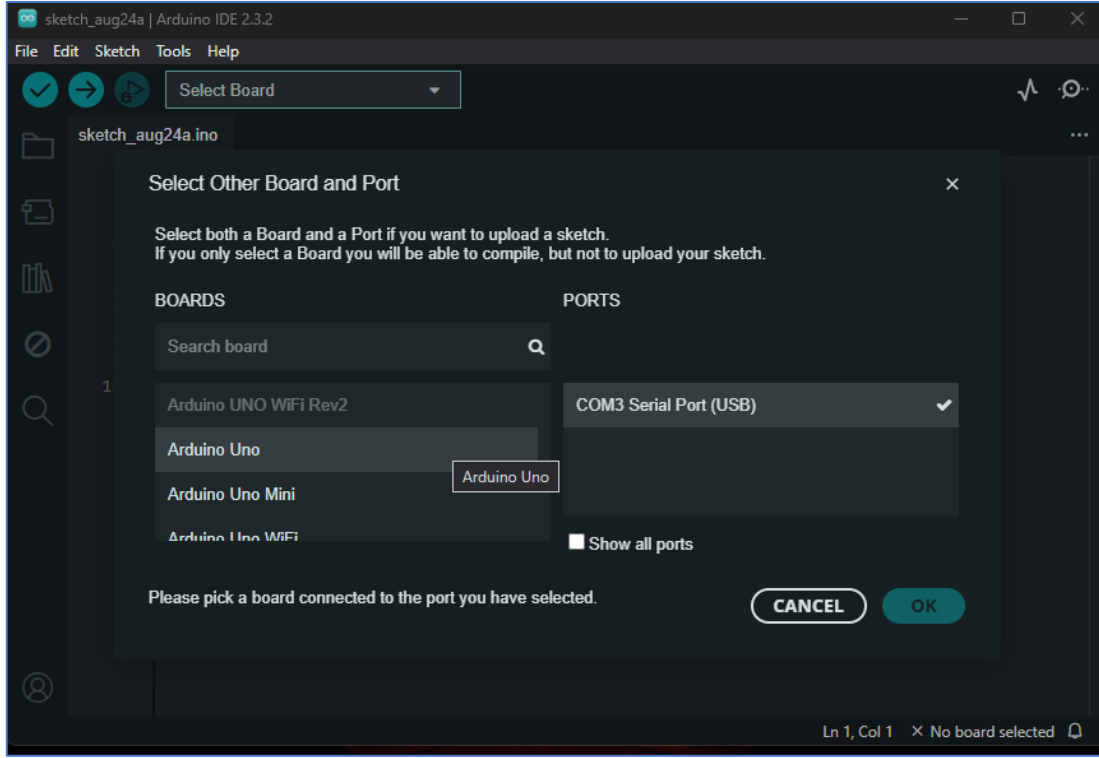 sketch_aug24a | Arduino IDE 2.3.2
File Edit Sketch Tools Help
Select Board
sketch_aug24a.ino
Select Other Board and Port
Select both a Board and a Port if you want to upload a sketch.
If you only select a Board you will be able to compile, but not to upload your sketch.
BOARDS
PORTS
Search board
1
Arduino UNO WiFi Rev2
COM3 Serial Port (USB)
Arduino Uno
Arduino Uno
Arduino Uno Mini
Arduino Uno WiFi
Show all ports
Please pick a board connected to the port you have selected.
CANCEL
OK
Ln 1, Col 1 × No board selected